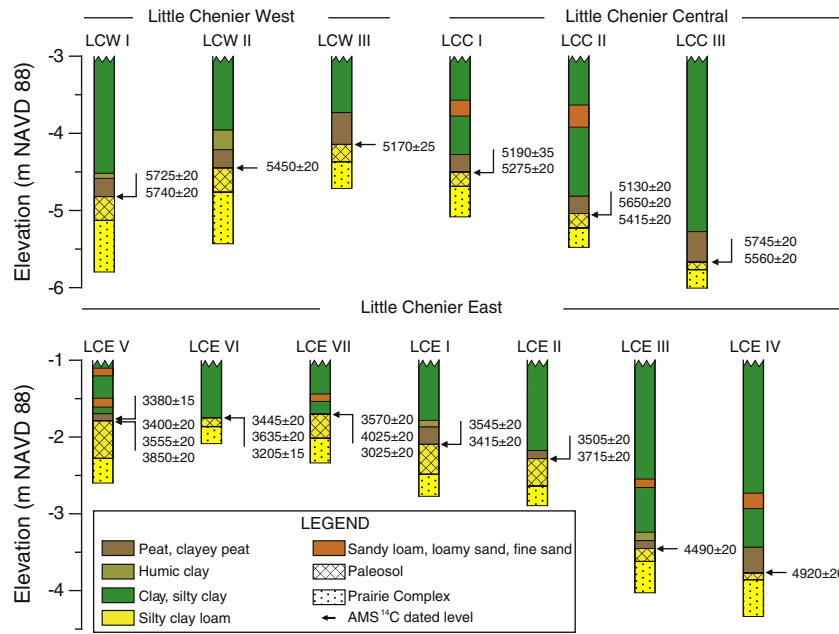 Little Chenier West
Little Chenier Central
LCW I
LCW II
LCW III
LCC I
LCC II
LCC III
Elevation (m NAVD 88)
-3
-4
-5
-6
5725±20
5740±20
5450±20
5170±25
5190±35
5275±20
5130±20
5650±20
5415±20
5745±20
5560±20
Little Chenier East
LCE V
LCE VI
LCE VII
LCE I
LCE II
LCE III
LCE IV
Elevation (m NAVD 88)
-1
-2
-3
-4
3380±15
3400±20
3555±20
3850±20
3445±20
3635±20
3205±15
3570±20
4025±20
3025±20
3545±20
3415±20
3505±20
3715±20
4490±20
4920±20
LEGEND
Peat, clayey peat
Humic clay
Clay, silty clay
Silty clay loam
Sandy loam, loamy sand, fine sand
Paleosol
Prairie Complex
AMS 14C dated level